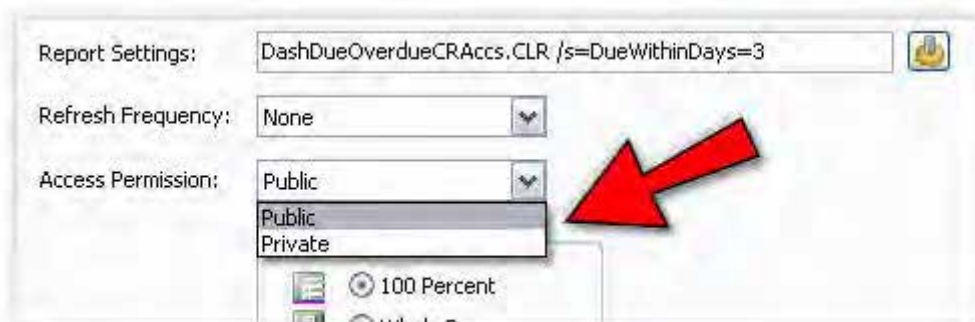 Report Settings: DashDueOverdueCRAccs.CLR /s=DueWithinDays=3
Refresh Frequency: None
Access Permission: Public
Public
Private
100 Percent